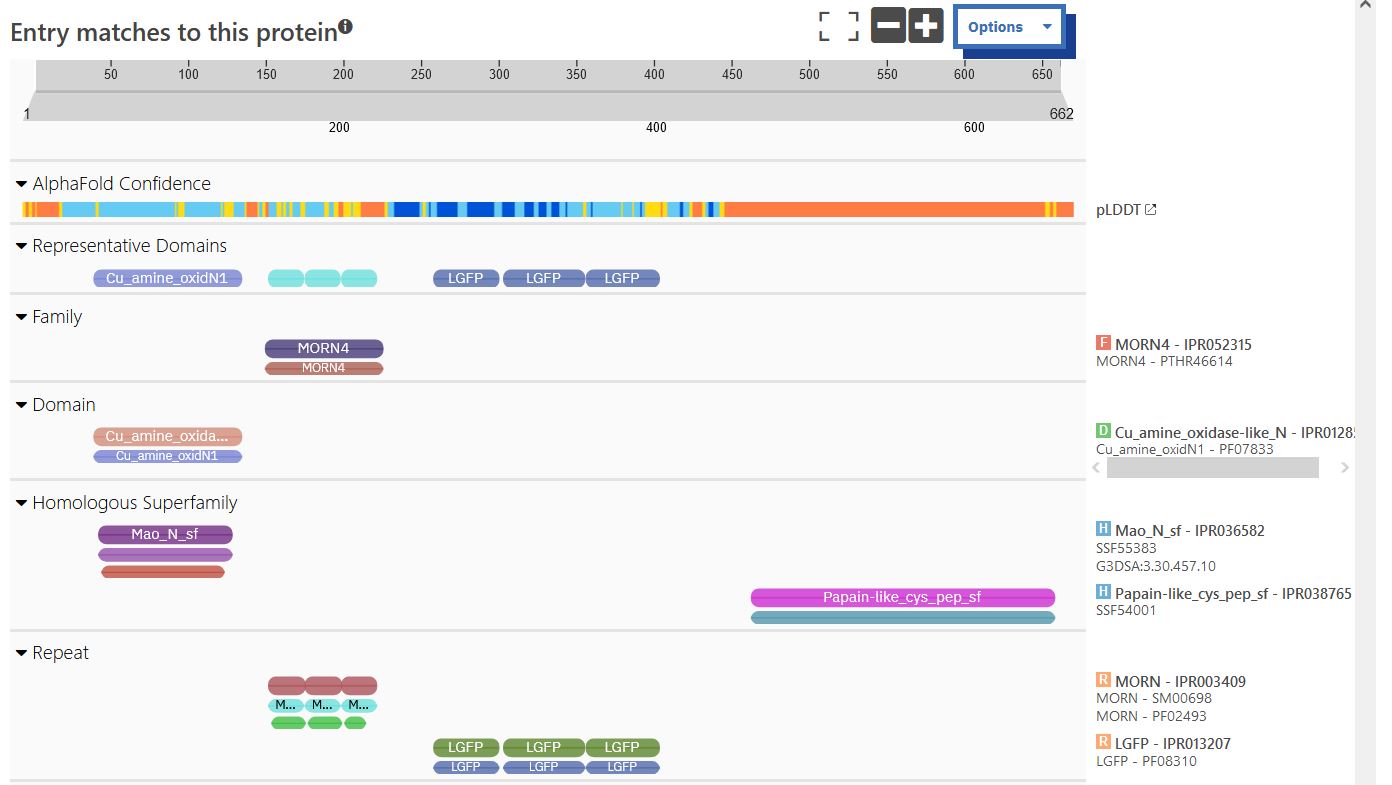 Entry matches to this protein
Options
50 100 150 200 250 300 350 400 450 500 550 600 650
1 662
200 400 600
AlphaFold Confidence
pLDDT
Representative Domains
Cu_amine_oxidN1 LGFP LGFP LGFP
Family
MORN4
F MORN4 - IPR052315
MORN4
MORN4 - PTHR46614
Domain
Cu_amine_oxida...
D Cu_amine_oxidase-like_N - IPR0128
Cu_amine_oxidN1
Cu_amine_oxidN1 - PF07833
Homologous Superfamily
Mao_N_sf
H Mao_N_sf - IPR036582
SSF55383
G3DSA:3.30.457.10
Papain-like_cys_pep_sf
H Papain-like_cys_pep_sf - IPR038765
SSF54001
Repeat
R MORN - IPR003409
M... M... M...
MORN - SM00698
MORN - PF02493
LGFP LGFP LGFP
R LGFP - IPR013207
LGFP LGFP LGFP
LGFP - PF08310